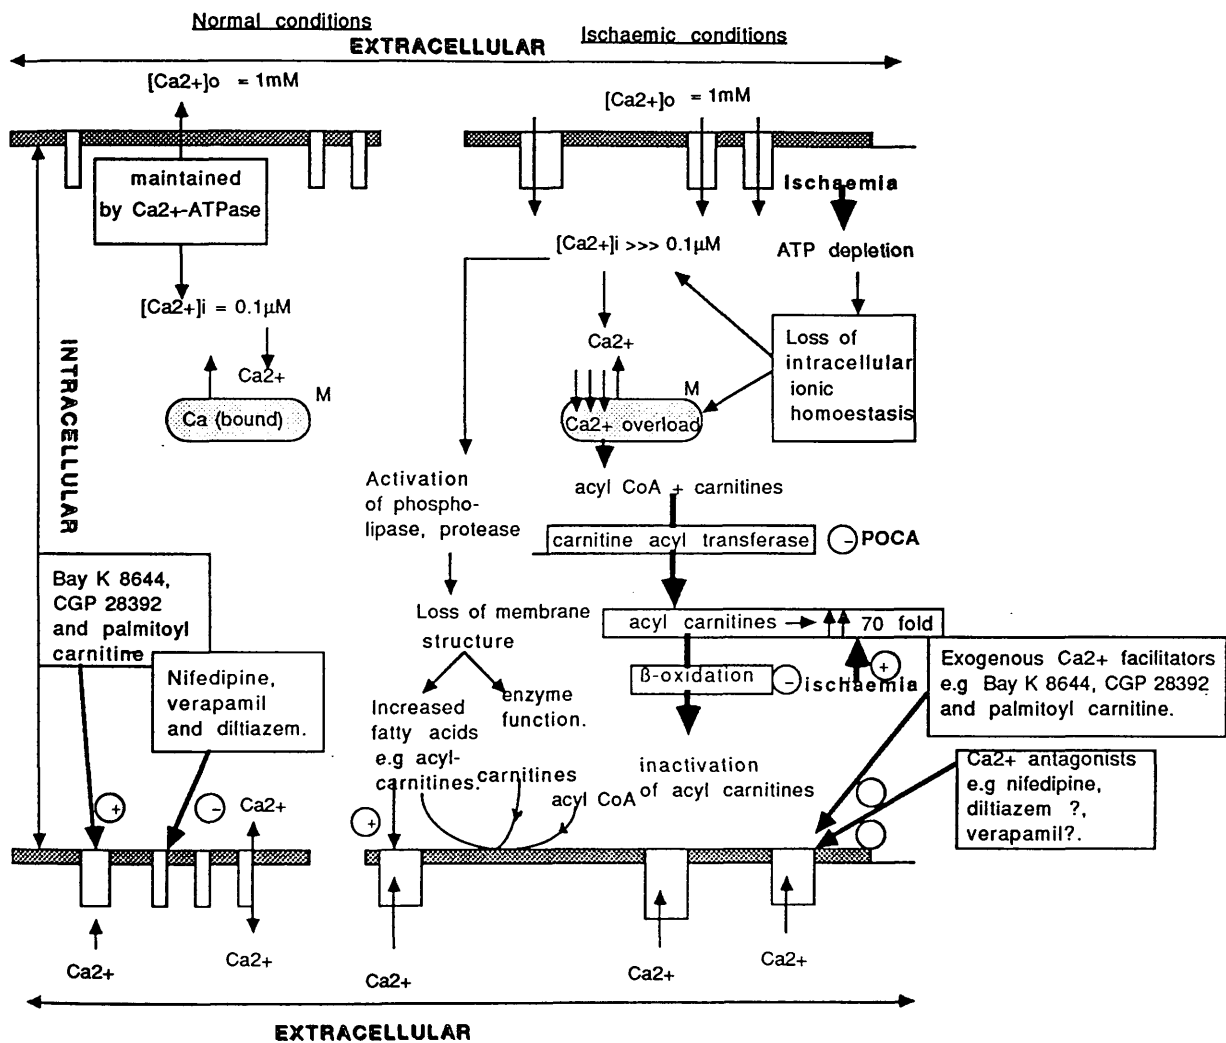 Normal conditions
Ischaemic conditions
EXTRACELLULAR
[Ca2+]o = 1mM
[Ca2+]o = 1mM
maintained
by Ca2+-ATPase
[Ca2+]i = 0.1µM
Ca2+
M
Ca (bound)
INTRACELLULAR
Ischaemia
ATP depletion
[Ca2+]i >>> 0.1µM
Loss of
intracellular
ionic
homoestasis
Ca2+
M
Ca2+ overload
Activation
of phospho-
lipase, protease
acyl CoA + carnitines
carnitine acyl transferase
- POCA
Loss of membrane
structure
acyl carnitines
70 fold
ß-oxidation
-
+
ischaemia
Increased
fatty acids
e.g acyl-
carnitines.
enzyme
function.
carnitines
acyl CoA
inactivation
of acyl carnitines
Bay K 8644,
CGP 28392
and palmitoyl
carnitine
Nifedipine,
verapamil
and diltiazem.
Exogenous Ca2+ facilitators
e.g Bay K 8644, CGP 28392
and palmitoyl carnitine.
Ca2+ antagonists
e.g nifedipine,
diltiazem ?,
verapamil?.
+
-
Ca2+
+
Ca2+
Ca2+
Ca2+
Ca2+
Ca2+
EXTRACELLULAR